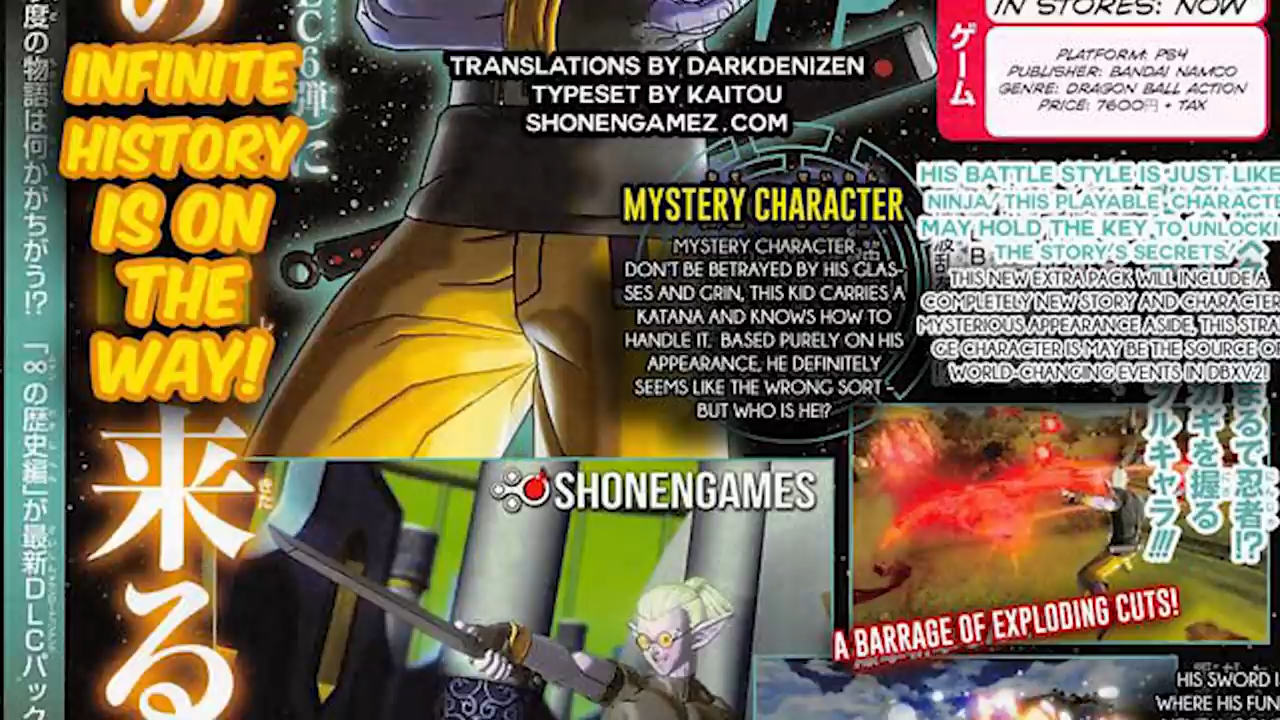 度の物語は何かがちがう!?
「∞の歴史編」が最新DLCパック
の
C6弾)に
INFINITE
HISTORY
IS ON
THE
WAY!
来る
TRANSLATIONS BY DARKDENIZEN
TYPESET BY KAITOU
SHONENGAMEZ.COM
ゲーム
IN STORES: NOW
PLATFORM: PS4
PUBLISHER: BANDAI NAMCO
GENRE: DRAGON BALL ACTION
PRICE: 7600円 + TAX
MYSTERY CHARACTER
MYSTERY CHARACTER
DON'T BE BETRAYED BY HIS GLAS-
SES AND GRIN, THIS KID CARRIES A
KATANA AND KNOWS HOW TO
HANDLE IT. BASED PURELY ON HIS
APPEARANCE, HE DEFINITELY
SEEMS LIKE THE WRONG SORT -
BUT WHO IS HE!?
HIS BATTLE STYLE IS JUST LIKE
NINJA/ THIS PLAYABLE CHARACTE
MAY HOLD THE KEY TO UNLOCKI
THE STORY'S SECRETS.
THIS NEW EXTRA PACK WILL INCLUDE A
COMPLETELY NEW STORY AND CHARACTER
MYSTERIOUS APPEARANCE ASIDE, THIS STRA
GE CHARACTER IS MAY BE THE SOURCE OF
WORLD-CHANGING EVENTS IN DBXV2!
まるで忍者!?
カギを握る
ルキャラ!!!
SHONENGAMES
A BARRAGE OF EXPLODING CUTS!
HIS SWORD I
WHERE HIS FUN